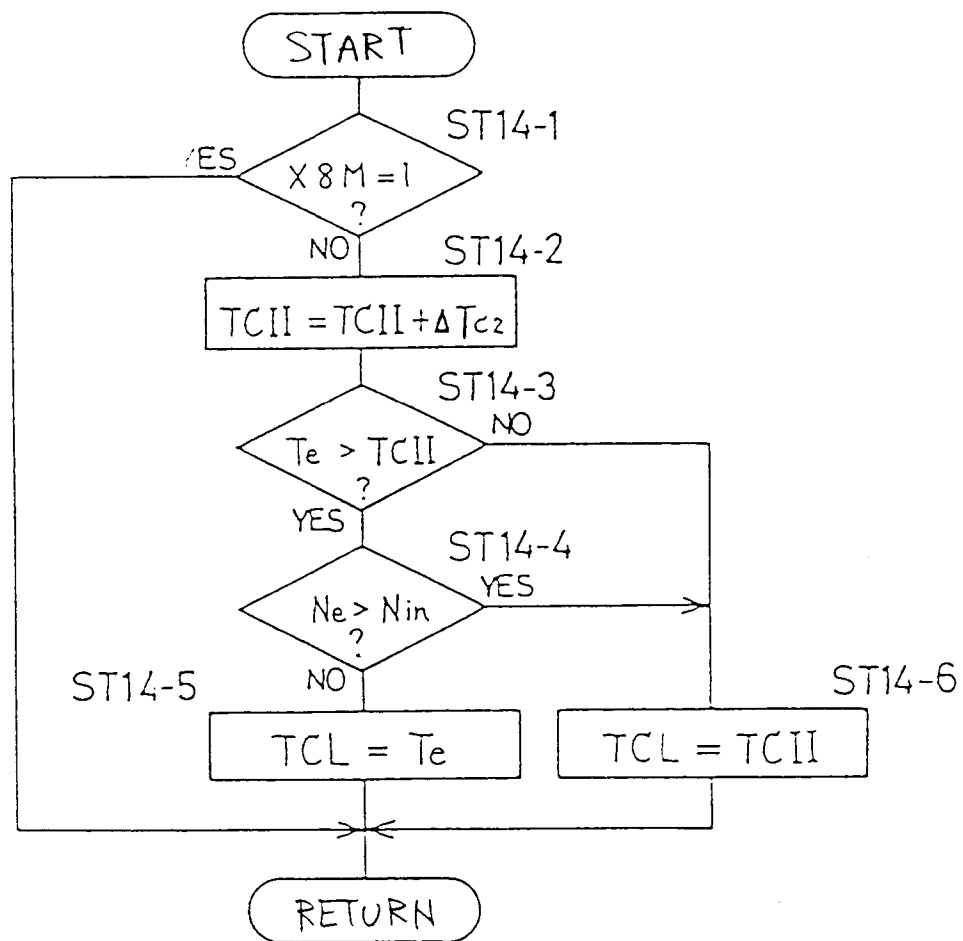 START
ST14-1
YES
X8M=1
?
NO
ST14-2
TCII = TCII + ΔTc2
ST14-3
NO
Te > TCII
?
YES
ST14-4
YES
Ne > Nin
?
NO
ST14-5
ST14-6
TCL = Te
TCL = TCII
RETURN